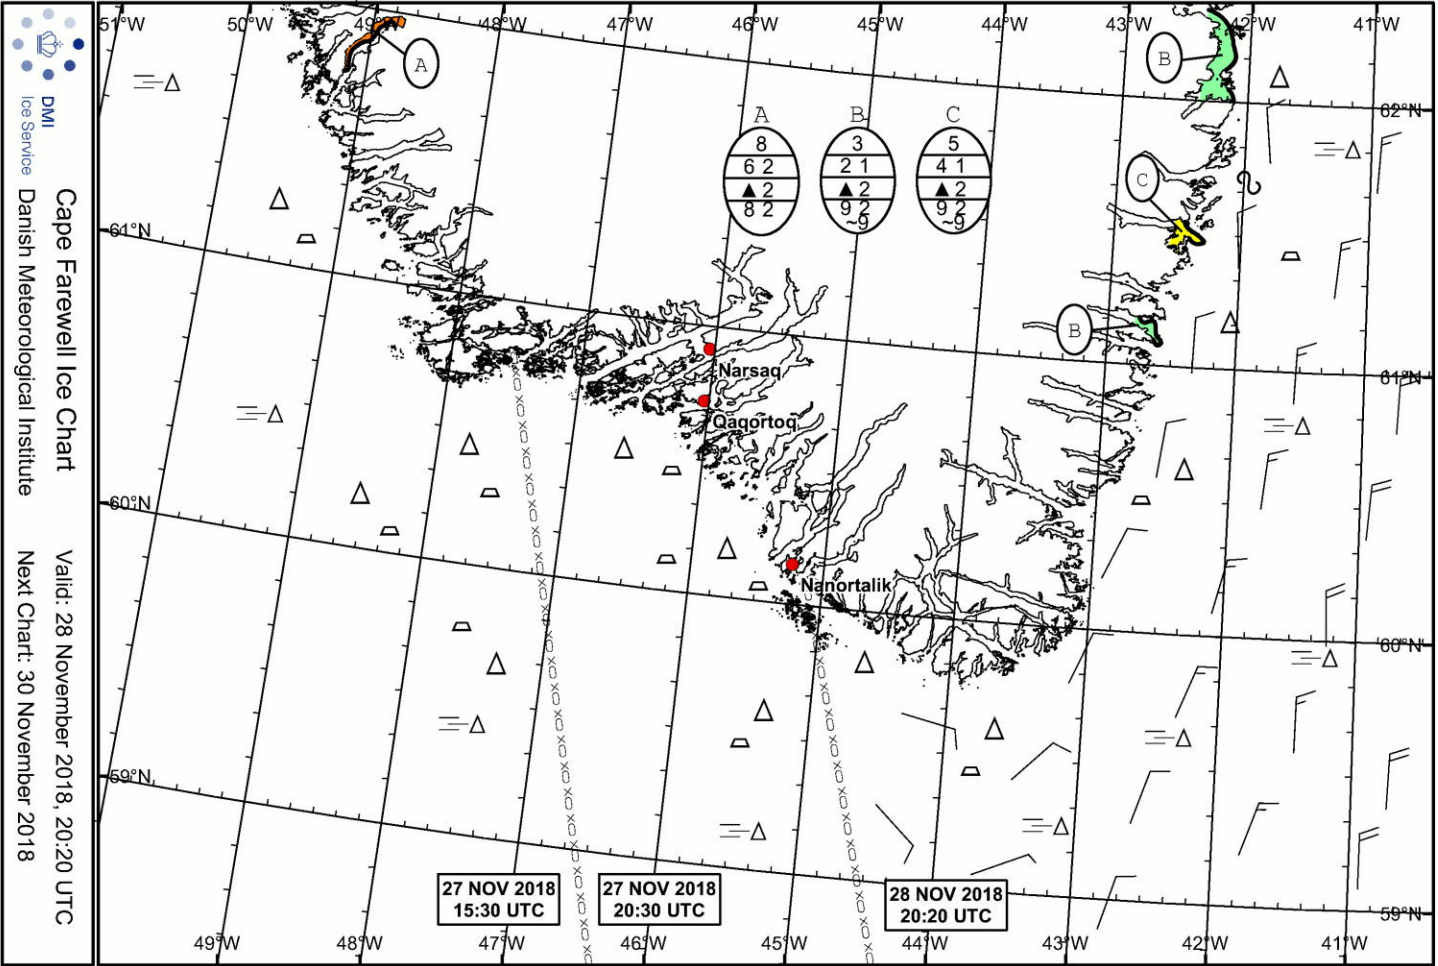 DMI
Ice Service
Cape Farewell Ice Chart
Danish Meteorological Institute
Valid: 28 November 2018, 20:20 UTC
Next Chart: 30 November 2018
51°W 50°W 49°W 48°W 47°W 46°W 45°W 44°W 43°W 42°W 41°W
A
B
62°N
A B C
8 3 5
6 2 2 1 4 1
▲ 2 ▲ 2 ▲ 2
8 2 9 2 9 2
~9 ~9
C
61°N
B
61°N
Narsaq
Qaqortoq
60°N
Nanortalik
60°N
59°N
27 NOV 2018
15:30 UTC
27 NOV 2018
20:30 UTC
28 NOV 2018
20:20 UTC
59°N
49°W 48°W 47°W 46°W 45°W 44°W 43°W 42°W 41°W